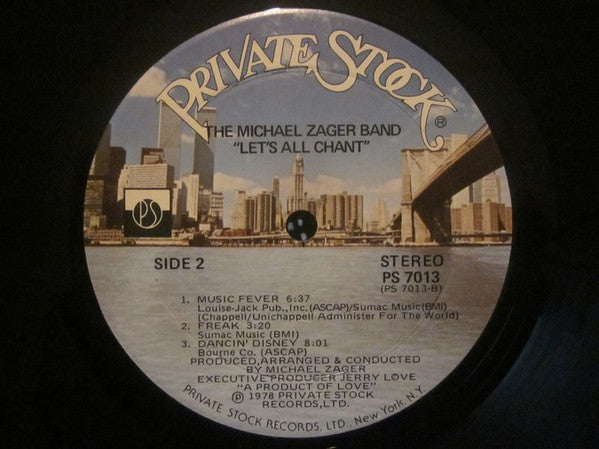 PRIVATE STOCK®
THE MICHAEL ZAGER BAND
"LET'S ALL CHANT"
PS
SIDE 2
STEREO
PS 7013
(PS 7013-B)
1. MUSIC FEVER 6:37
Louise-Jack Pub., Inc.(ASCAP)/Sumac Music(BMI)
(Chappell/Unichappell Administer For The World)
2. FREAK 3:20
Sumac Music (BMI)
3. DANCIN' DISNEY 8:01
Bourne Co. (ASCAP)
PRODUCED,ARRANGED & CONDUCTED
BY MICHAEL ZAGER
EXECUTIVE PRODUCER JERRY LOVE
"A PRODUCT OF LOVE"
Ⓟ 1978 PRIVATE STOCK
RECORDS,LTD.
PRIVATE STOCK RECORDS, LTD., New York, N.Y.